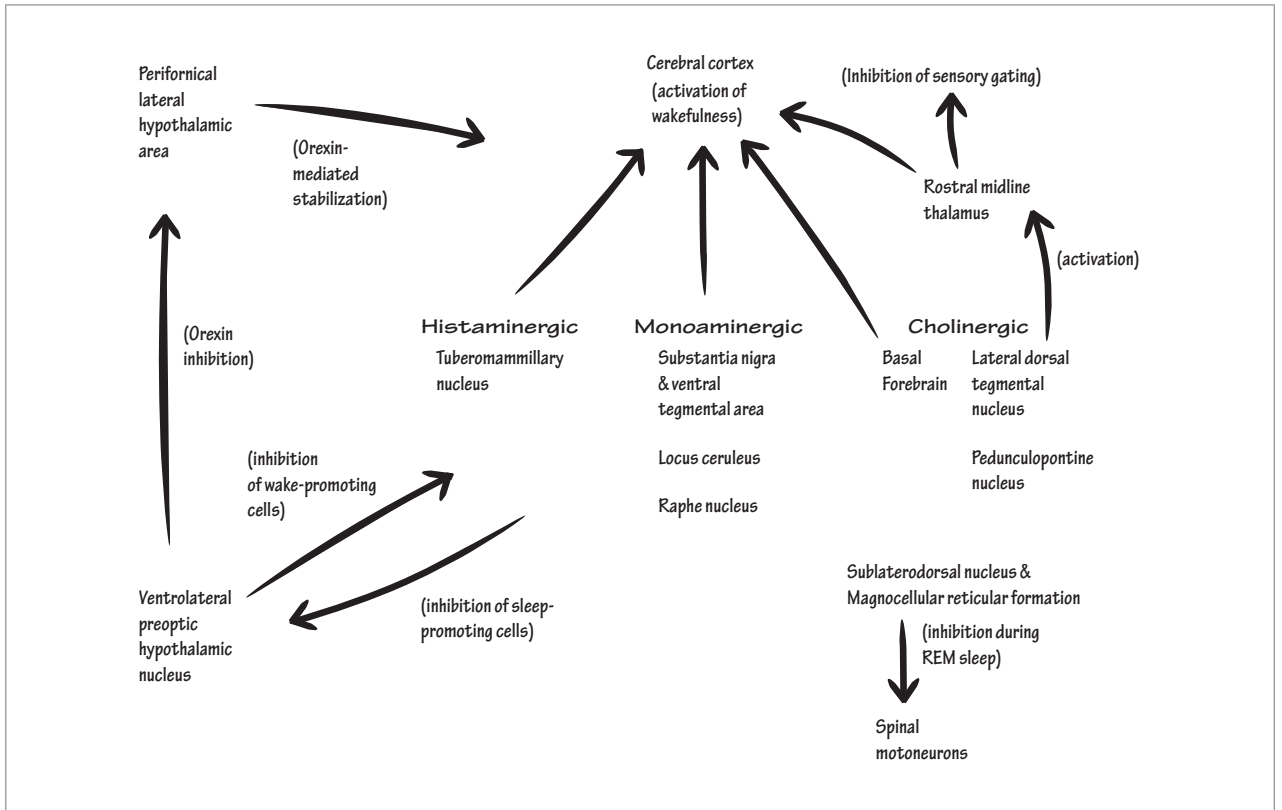 Perifornical
lateral
hypothalamic
area
(Orexin-
mediated
stabilization)
Cerebral cortex
(activation of
wakefulness)
(Inhibition of sensory gating)
Rostral midline
thalamus
(activation)
(Orexin
inhibition)
Histaminergic
Tuberomammillary
nucleus
Monoaminergic
Substantia nigra
& ventral
tegmental area
Locus ceruleus
Raphe nucleus
Cholinergic
Basal
Forebrain
Lateral dorsal
tegmental
nucleus
Pedunculopontine
nucleus
(inhibition
of wake-promoting
cells)
Ventrolateral
preoptic
hypothalamic
nucleus
(inhibition of sleep-
promoting cells)
Sublaterodorsal nucleus &
Magnocellular reticular formation
(inhibition during
REM sleep)
Spinal
motoneurons